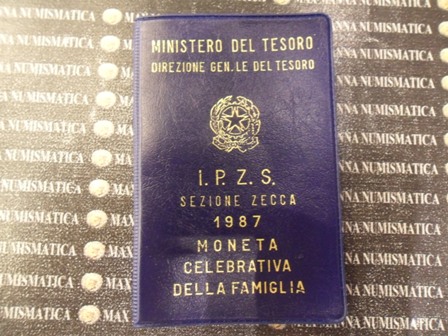 MINISTERO DEL TESORO
DIREZIONE GEN.LE DEL TESORO
I.P.Z.S.
SEZIONE ZECCA
1987
MONETA
CELEBRATIVA
DELLA FAMIGLIA